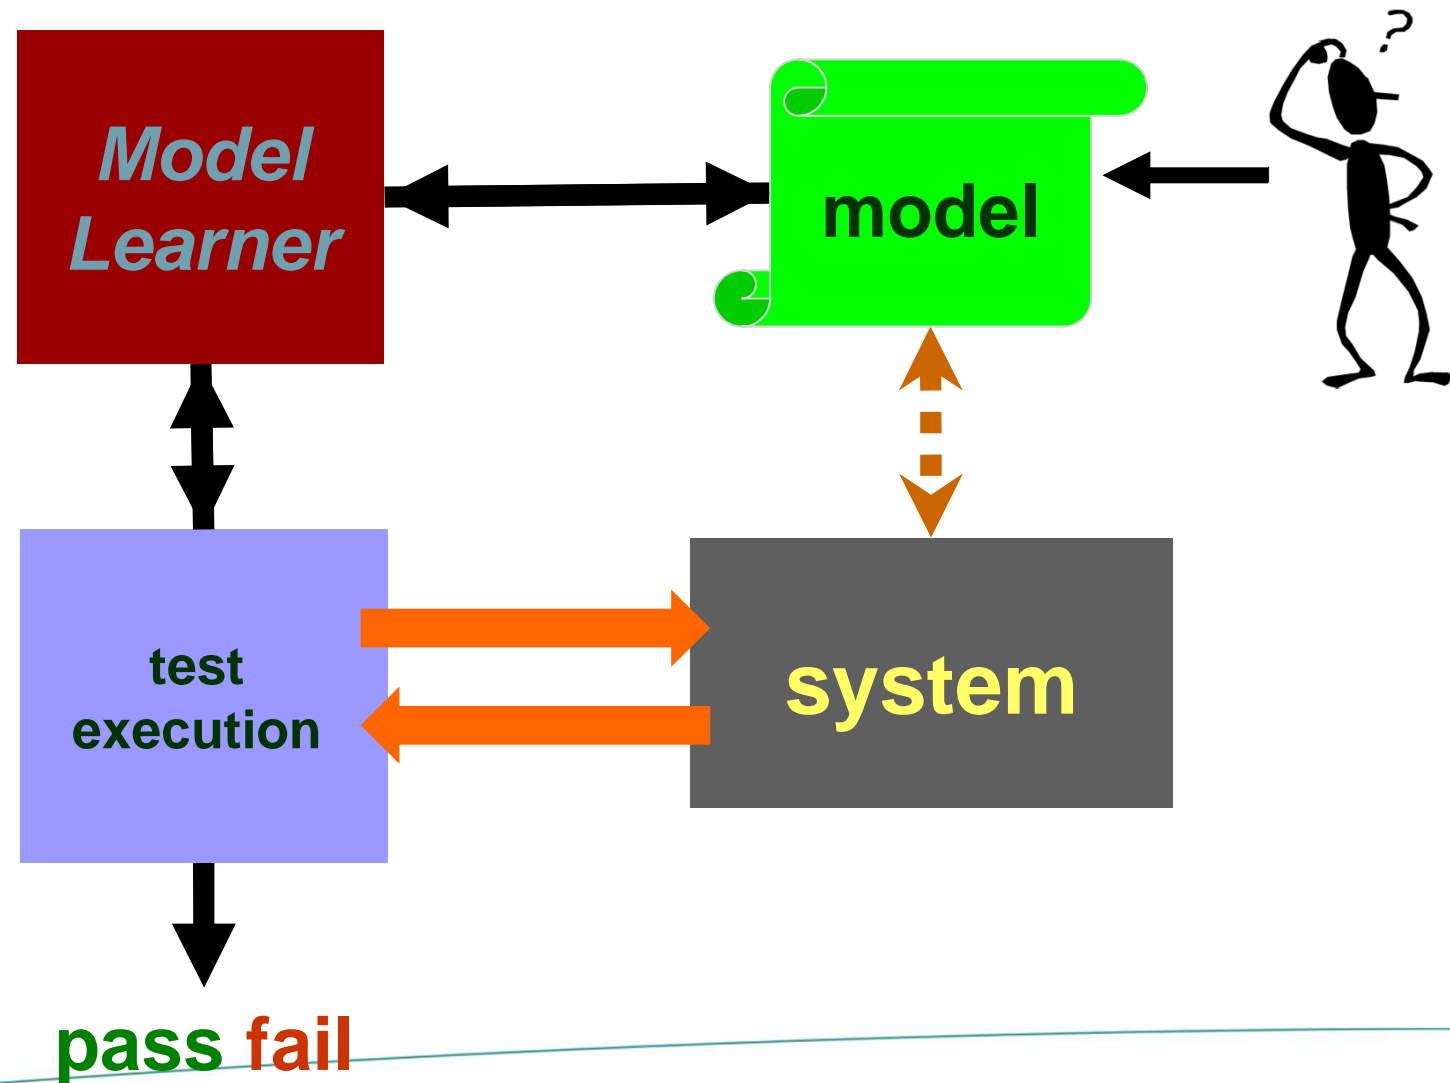 ?
Model
Learner
model
test
execution
system
pass fail